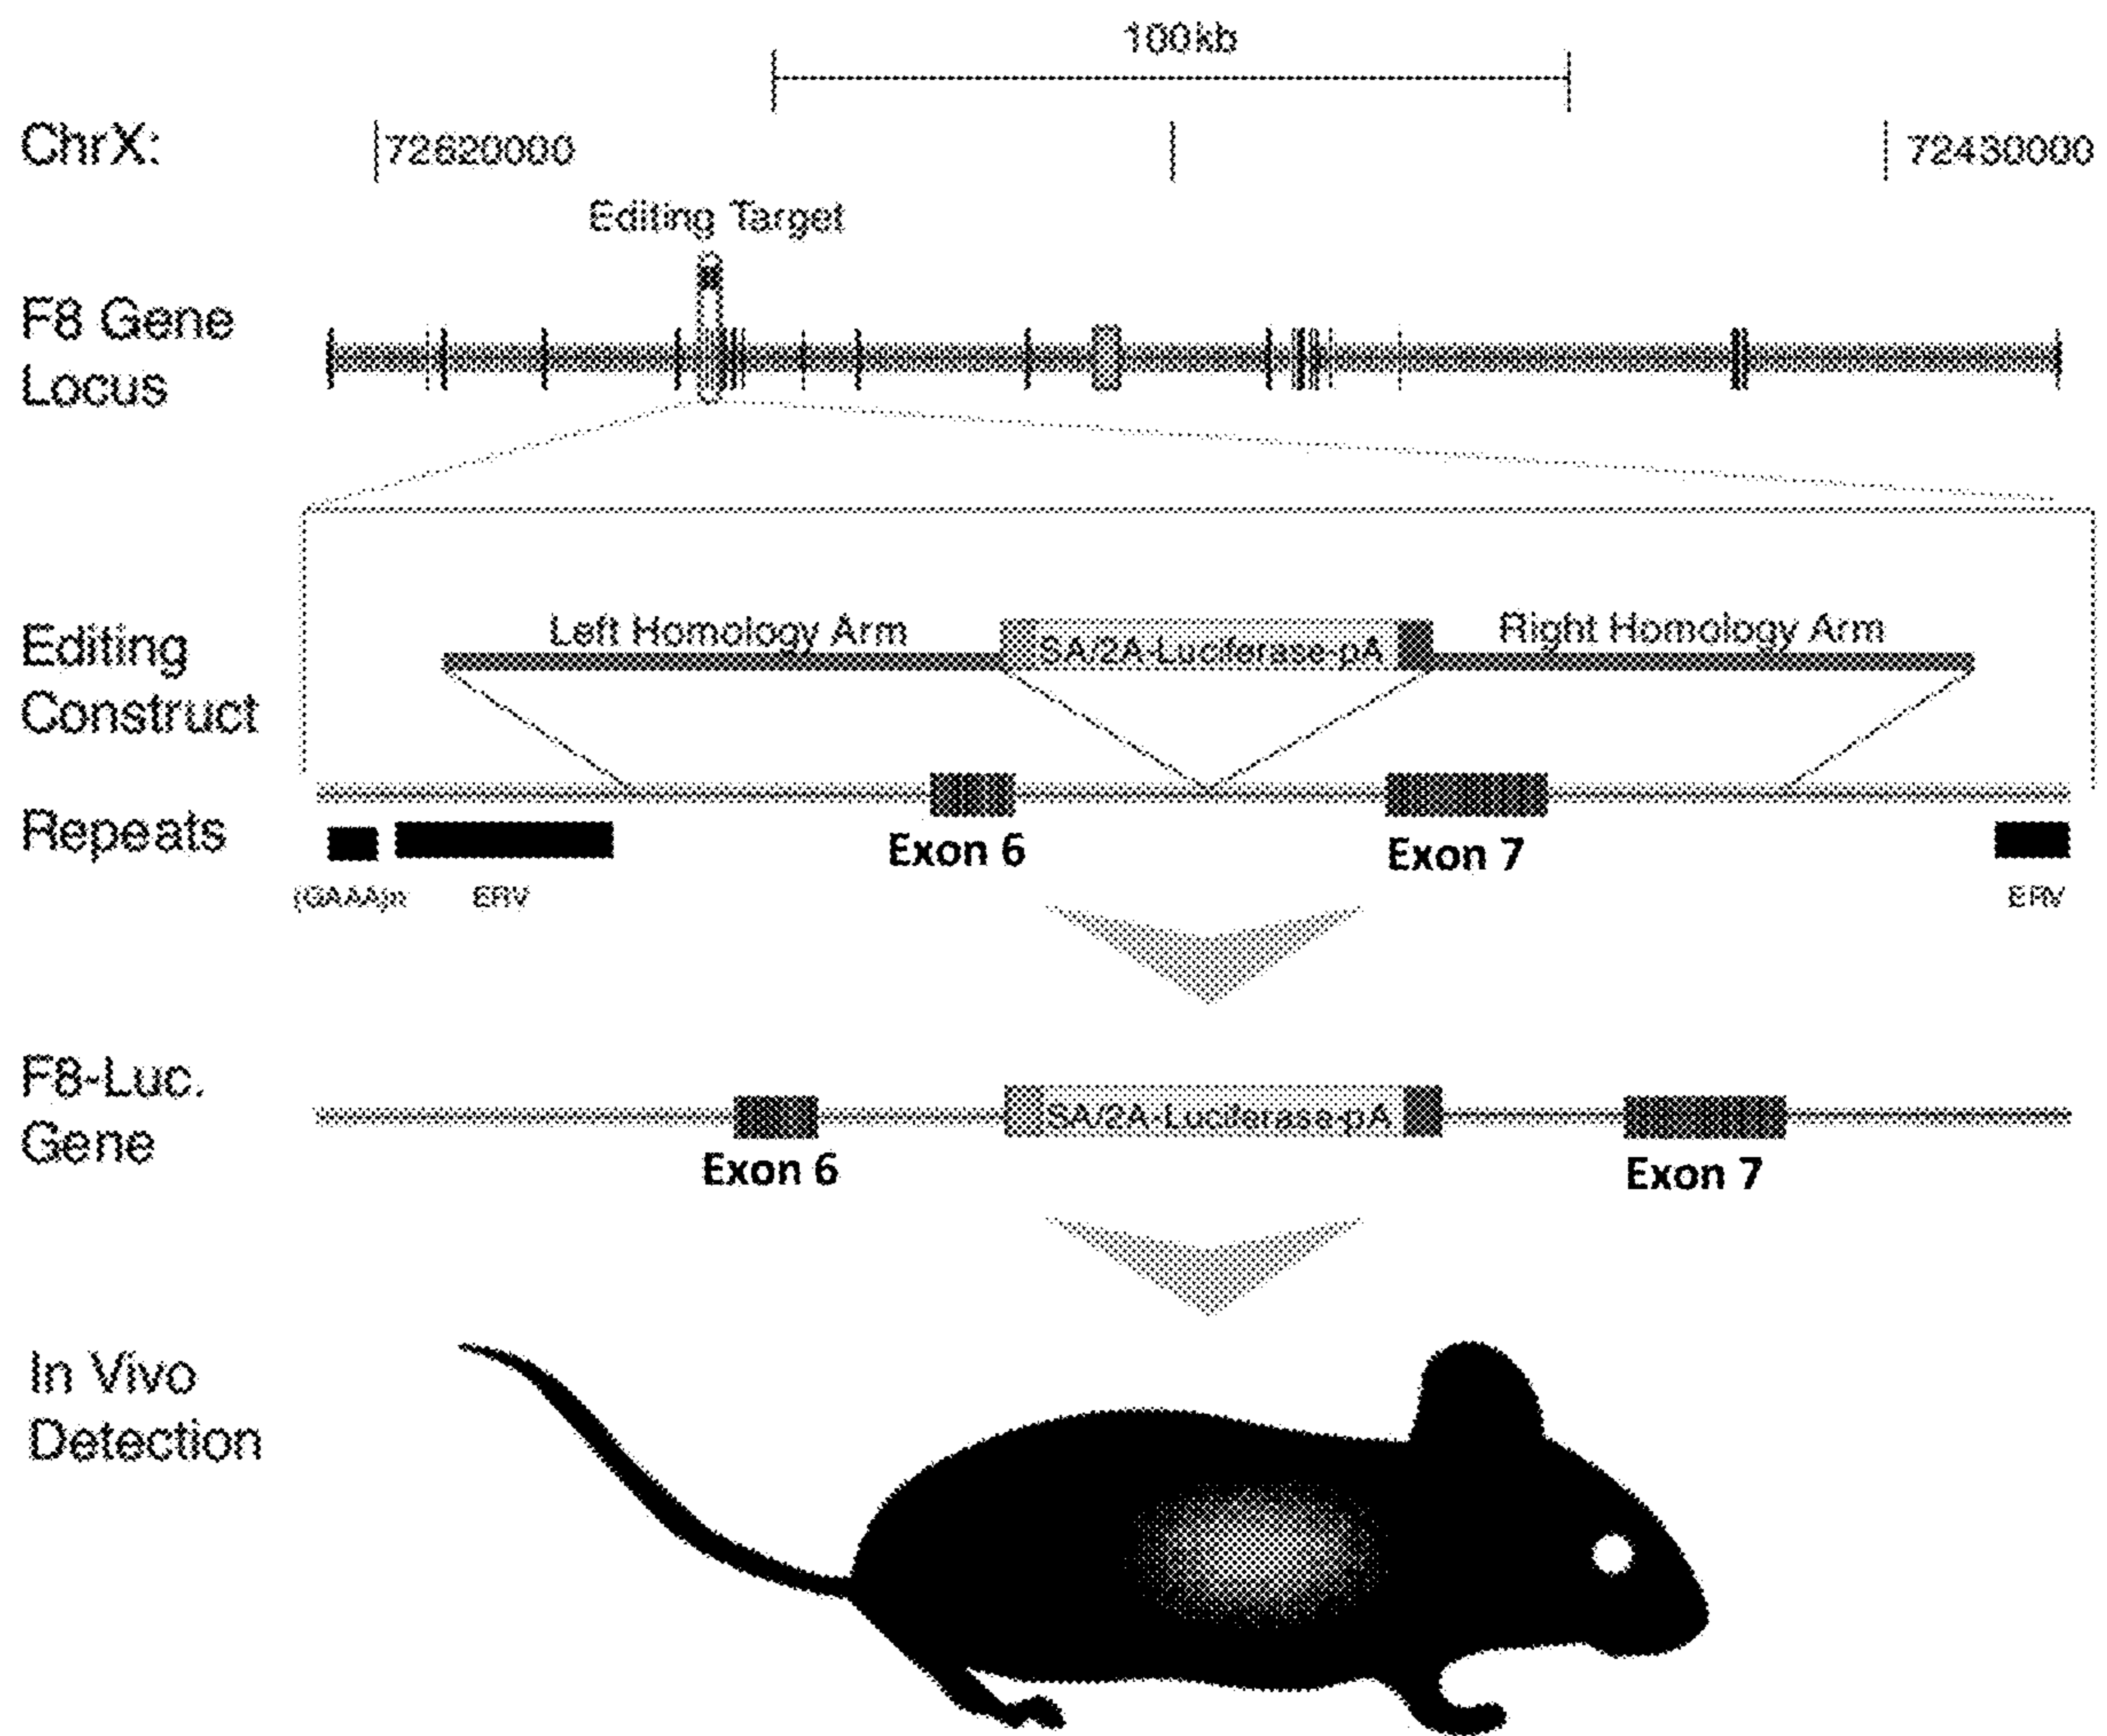 100kb
ChrX:
72620000
72430000
Editing Target
F8 Gene
Locus
Editing
Construct
Left Homology Arm
SA/2A-Luciferase-pA
Right Homology Arm
Repeats
Exon 6
Exon 7
(GAAA)n
ERV
ERV
F8-Luc.
Gene
SA/2A-Luciferase-pA
Exon 6
Exon 7
In Vivo
Detection